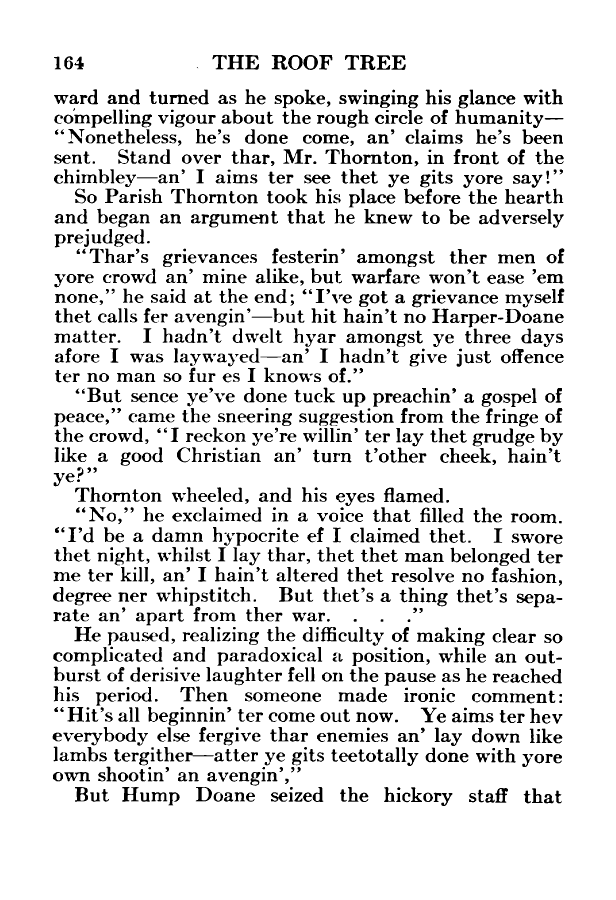 164 THE ROOF TREE
ward and turned as he spoke, swinging his glance with
compelling vigour about the rough circle of humanity—
"Nonetheless, he's done come, an' claims he's been
sent. Stand over thar, Mr. Thornton, in front of the
chimbley—an' I aims ter see thet ye gits yore say!"
So Parish Thornton took his place before the hearth
and began an argument that he knew to be adversely
prejudged.
"Thar's grievances festerin' amongst ther men of
yore crowd an' mine alike, but warfare won't ease 'em
none," he said at the end; "I've got a grievance myself
thet calls fer avengin'—but hit hain't no Harper-Doane
matter. I hadn't dwelt hyar amongst ye three days
afore I was laywayed—an' I hadn't give just offence
ter no man so fur es I knows of."
"But sence ye've done tuck up preachin' a gospel of
peace," came the sneering suggestion from the fringe of
the crowd, "I reckon ye're willin' ter lay thet grudge by
like a good Christian an' turn t'other cheek, hain't
ye?"
Thornton wheeled, and his eyes flamed.
"No," he exclaimed in a voice that filled the room.
"I'd be a damn hypocrite ef I claimed thet. I swore
thet night, whilst I lay thar, thet thet man belonged ter
me ter kill, an' I hain't altered thet resolve no fashion,
degree ner whipstitch. But thet's a thing thet's sepa-
rate an' apart from ther war. . . ."
He paused, realizing the difficulty of making clear so
complicated and paradoxical a position, while an out-
burst of derisive laughter fell on the pause as he reached
his period. Then someone made ironic comment:
"Hit's all beginnin' ter come out now. Ye aims ter hev
everybody else fergive thar enemies an' lay down like
lambs tergither—atter ye gits teetotally done with yore
own shootin' an avengin',"
But Hump Doane seized the hickory staff that